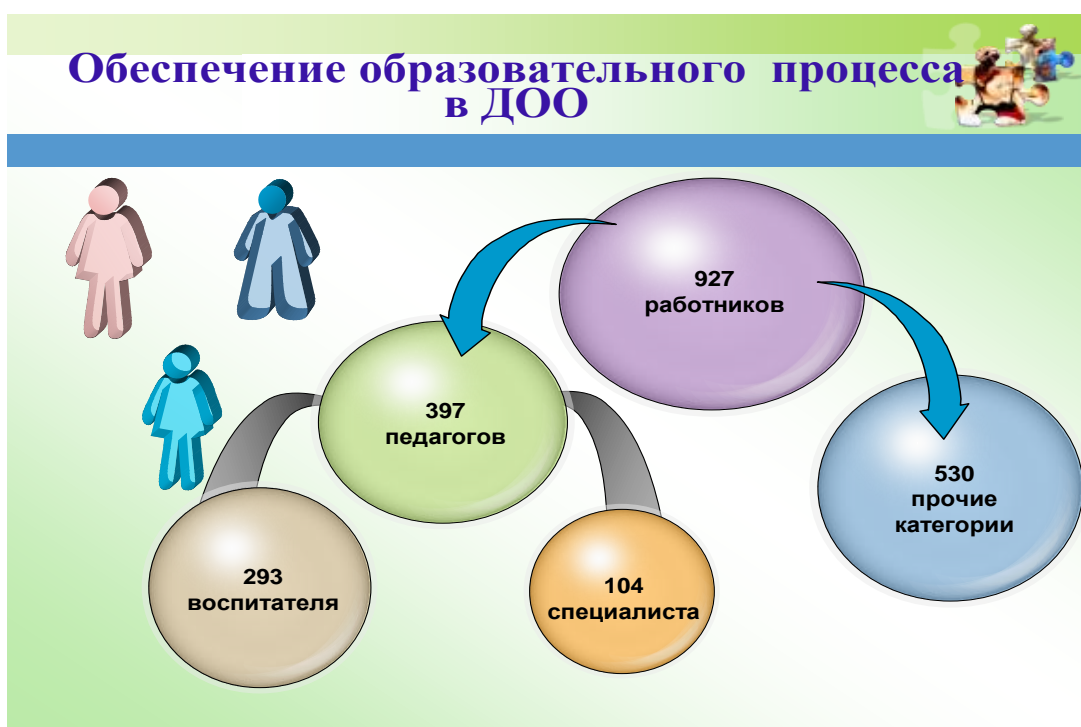 Обеспечение образовательного процесса
в ДОО
927
работников
397
педагогов
530
прочие
категории
293
воспитателя
104
специалиста